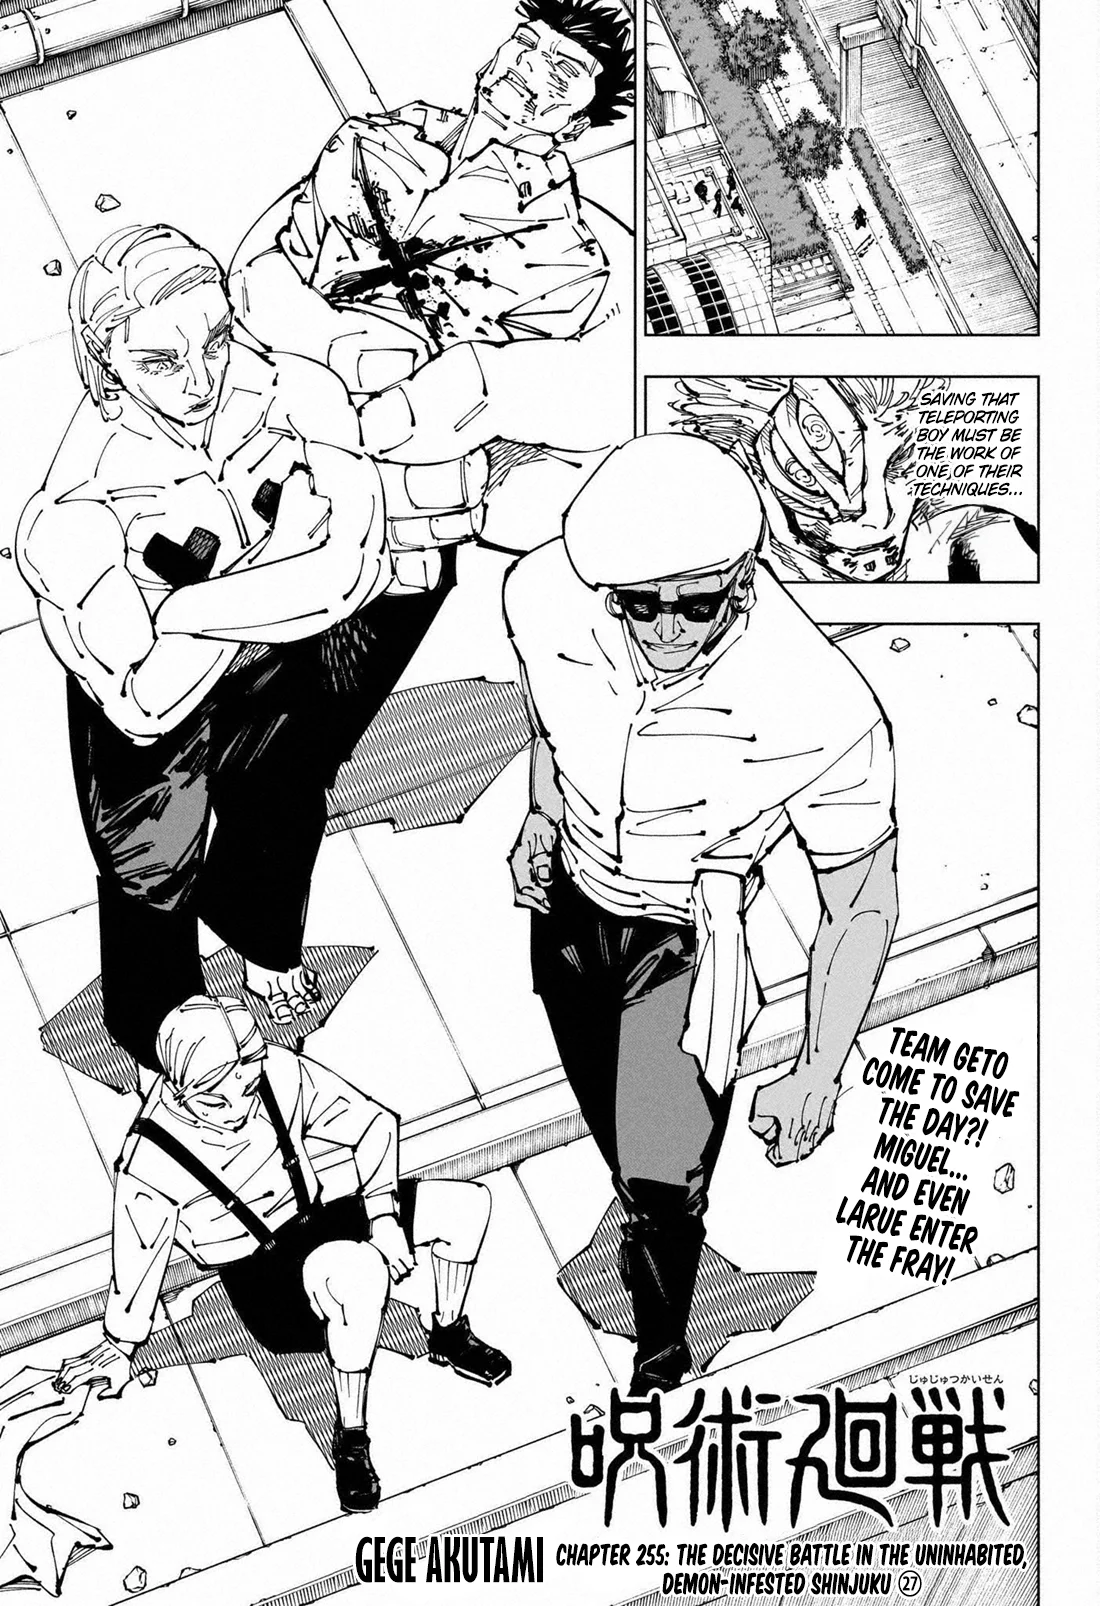 SAVING THAT
TELEPORTING
BOY MUST BE
THE WORK OF
ONE OF THEIR
TECHNIQUES...
TEAM GETO
COME TO SAVE
THE DAY?!
MIGUEL...
AND EVEN
LARUE ENTER
THE FRAY!
じゅじゅつかいせん
呪術廻戦
GEGE AKUTAMI
CHAPTER 255: THE DECISIVE BATTLE IN THE UNINHABITED,
DEMON-INFESTED SHINJUKU ㉗